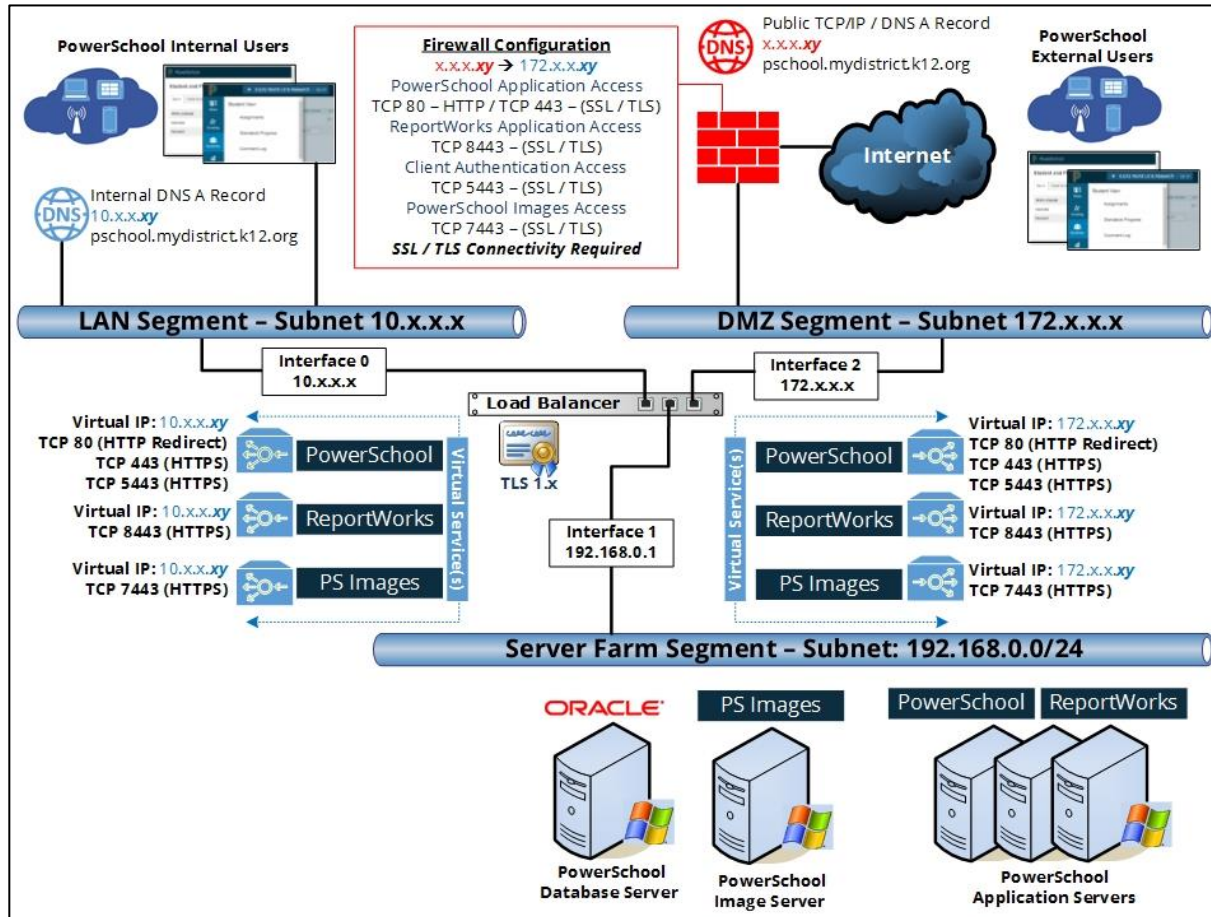 PowerSchool Internal Users
Internal DNS A Record
DNS
10.x.x.xy
pschool.mydistrict.k12.org
Firewall Configuration
x.x.x.xy → 172.x.x.xy
PowerSchool Application Access
TCP 80 – HTTP / TCP 443 – (SSL / TLS)
ReportWorks Application Access
TCP 8443 – (SSL / TLS)
Client Authentication Access
TCP 5443 – (SSL / TLS)
PowerSchool Images Access
TCP 7443 – (SSL / TLS)
SSL / TLS Connectivity Required
Public TCP/IP / DNS A Record
DNS
x.x.x.xy
pschool.mydistrict.k12.org
Internet
PowerSchool
External Users
LAN Segment – Subnet 10.x.x.x
DMZ Segment – Subnet 172.x.x.x
Interface 0
10.x.x.x
Interface 2
172.x.x.x
Load Balancer
TLS 1.x
Interface 1
192.168.0.1
Virtual IP: 10.x.x.xy
TCP 80 (HTTP Redirect)
TCP 443 (HTTPS)
TCP 5443 (HTTPS)
PowerSchool
Virtual IP: 10.x.x.xy
TCP 8443 (HTTPS)
ReportWorks
Virtual IP: 10.x.x.xy
TCP 7443 (HTTPS)
PS Images
Virtual Service(s)
Virtual Service(s)
PowerSchool
Virtual IP: 172.x.x.xy
TCP 80 (HTTP Redirect)
TCP 443 (HTTPS)
TCP 5443 (HTTPS)
ReportWorks
Virtual IP: 172.x.x.xy
TCP 8443 (HTTPS)
PS Images
Virtual IP: 172.x.x.xy
TCP 7443 (HTTPS)
Server Farm Segment – Subnet: 192.168.0.0/24
ORACLE
PowerSchool
Database Server
PS Images
PowerSchool
Image Server
PowerSchool
ReportWorks
PowerSchool
Application Servers